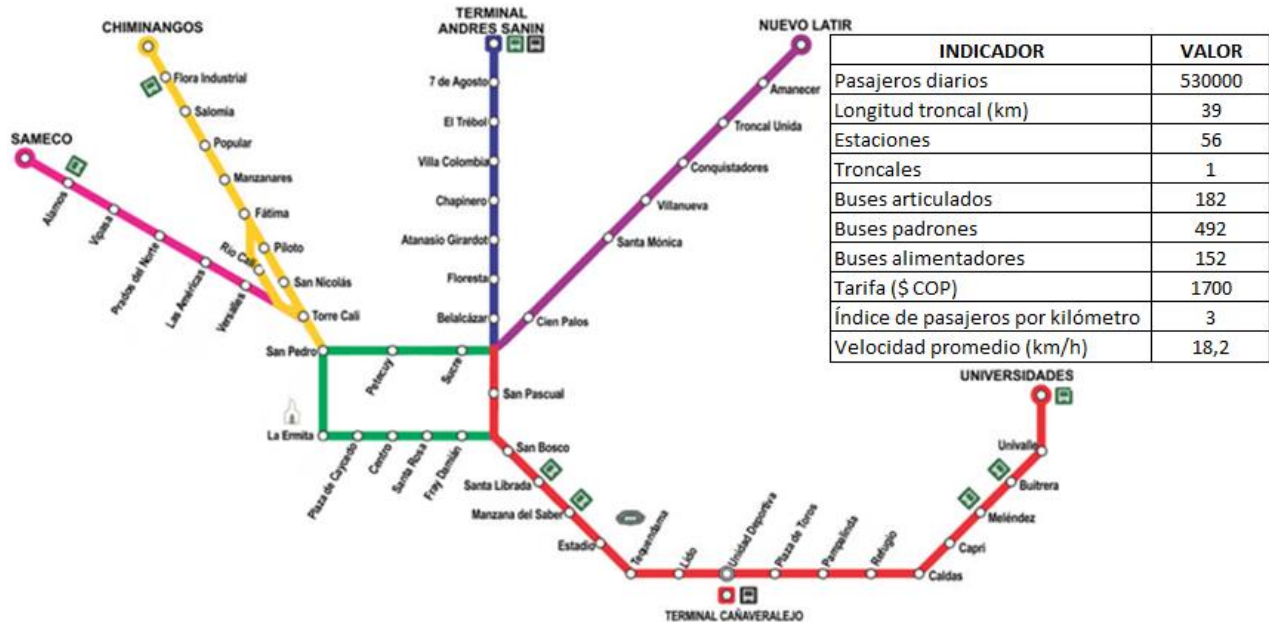 CHIMINANGOS
Flora Industrial
Salomia
Popular
Manzanares
Fátima
Piloto
San Nicolás
Río Cali
Torre Cali
SAMECO
Alamos
Vipasa
Prados del Norte
Las Américas
Versalles
TERMINAL
ANDRES SANIN
7 de Agosto
El Trébol
Villa Colombia
Chapinero
Atanasio Girardot
Floresta
Belalcázar
NUEVO LATIR
Amanecer
Troncal Unida
Conquistadores
Villanueva
Santa Mónica
Cien Palos
INDICADOR VALOR
Pasajeros diarios 530000
Longitud troncal (km) 39
Estaciones 56
Troncales 1
Buses articulados 182
Buses padrones 492
Buses alimentadores 152
Tarifa ($ COP) 1700
Índice de pasajeros por kilómetro 3
Velocidad promedio (km/h) 18,2
San Pedro
Petecuy
Sucre
San Pascual
La Ermita
Plaza de Caycedo
Centro
Santa Rosa
Fray Damián
San Bosco
Santa Librada
Manzana del Saber
Estadio
Tequendama
Lido
Unidad Deportiva
Plaza de Toros
Pampalinda
Refugio
Caldas
Capri
Meléndez
Buitrera
Univalle
UNIVERSIDADES
TERMINAL CAÑAVERALEJO